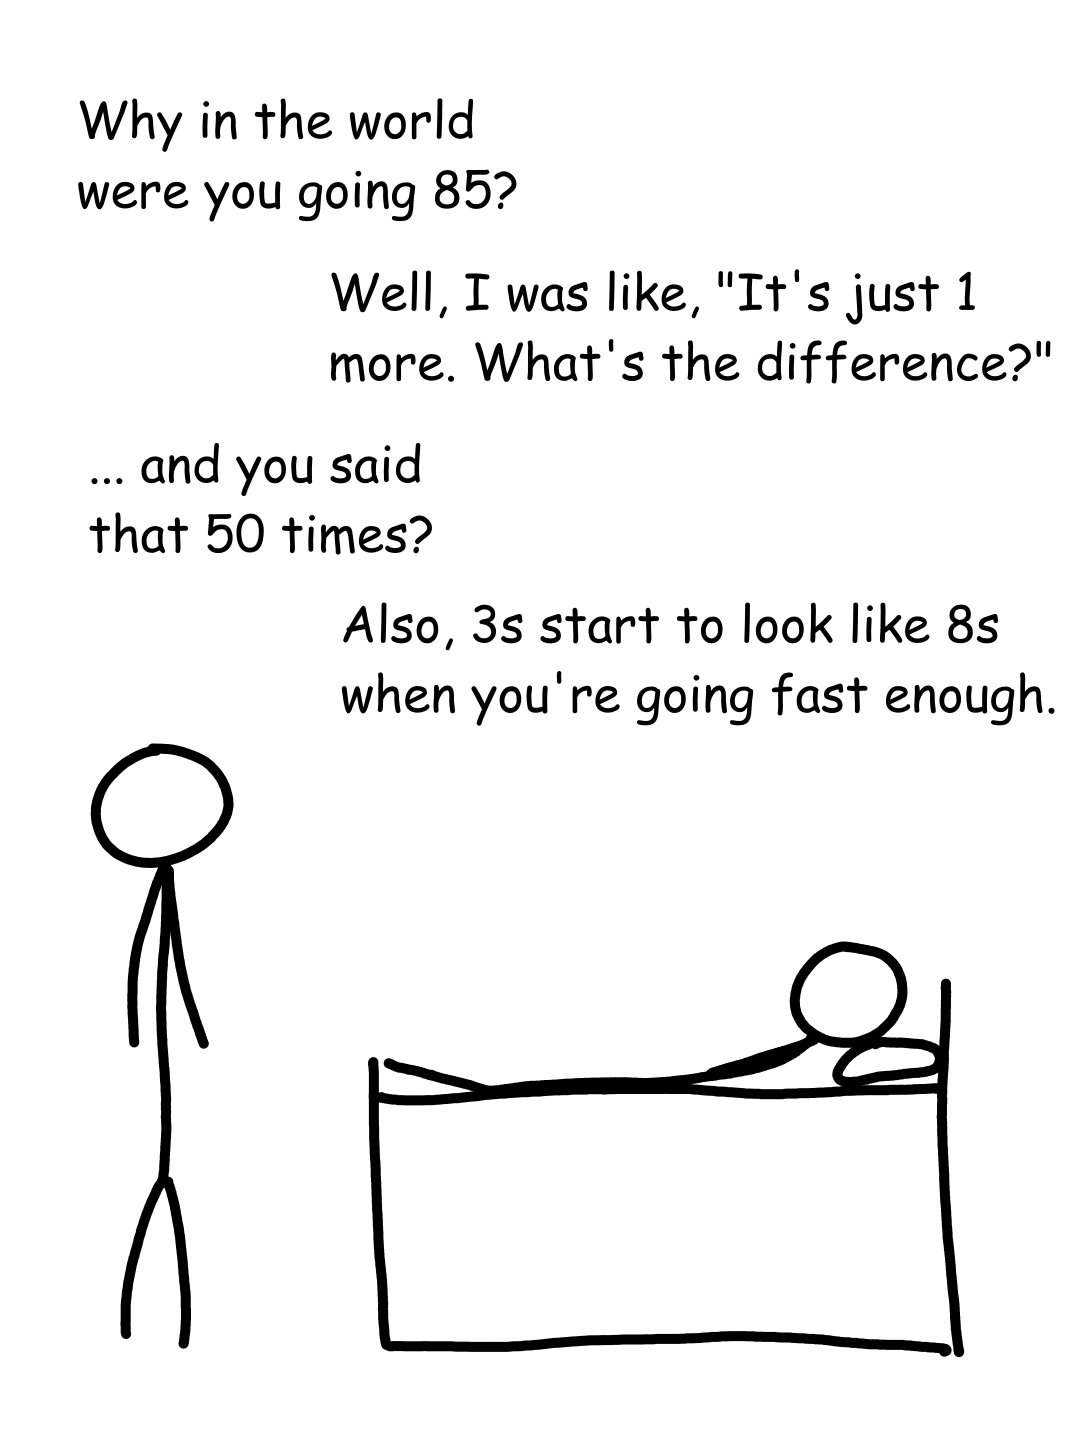 Why in the world
were you going 85?
Well, I was like, "It's just 1
more. What's the difference?"
... and you said
that 50 times?
Also, 3s start to look like 8s
when you're going fast enough.